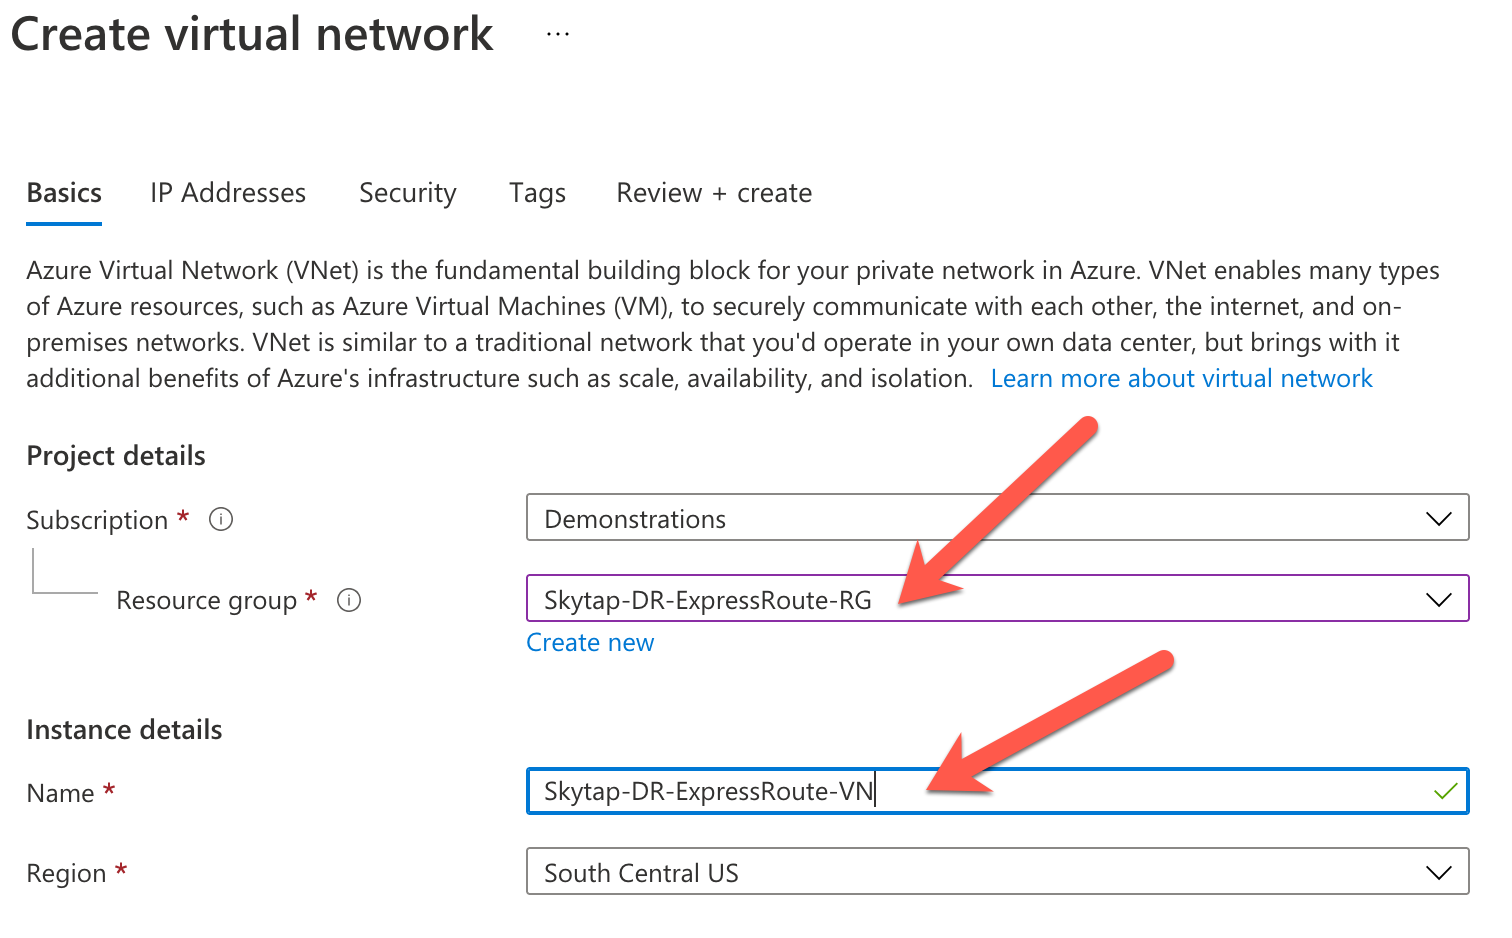 Create virtual network ...
Basics IP Addresses Security Tags Review + create
Azure Virtual Network (VNet) is the fundamental building block for your private network in Azure. VNet enables many types
of Azure resources, such as Azure Virtual Machines (VM), to securely communicate with each other, the internet, and on-
premises networks. VNet is similar to a traditional network that you'd operate in your own data center, but brings with it
additional benefits of Azure's infrastructure such as scale, availability, and isolation. Learn more about virtual network
Project details
Subscription * i Demonstrations
Resource group * i Skytap-DR-ExpressRoute-RG
Create new
Instance details
Name * Skytap-DR-ExpressRoute-VN
Region * South Central US